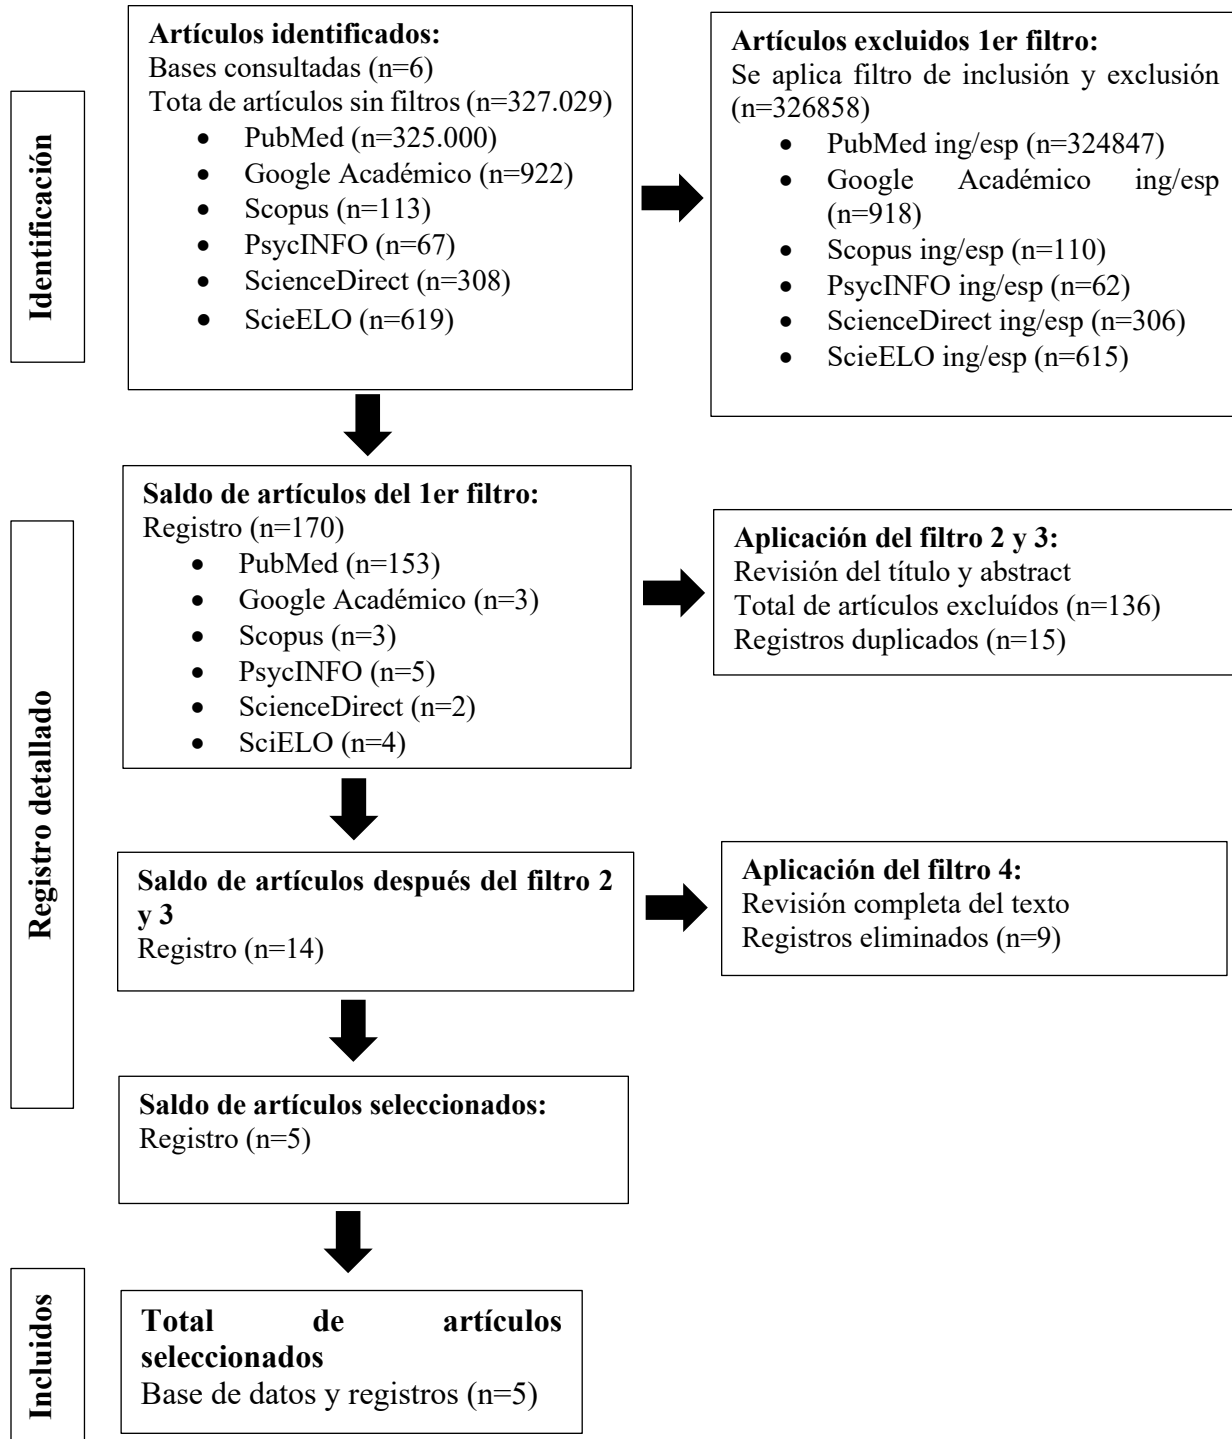 Identificación
Artículos identificados:
Bases consultadas (n=6)
Tota de artículos sin filtros (n=327.029)
• PubMed (n=325.000)
• Google Académico (n=922)
• Scopus (n=113)
• PsycINFO (n=67)
• ScienceDirect (n=308)
• ScieELO (n=619)
Artículos excluidos 1er filtro:
Se aplica filtro de inclusión y exclusión
(n=326858)
• PubMed ing/esp (n=324847)
• Google Académico ing/esp
(n=918)
• Scopus ing/esp (n=110)
• PsycINFO ing/esp (n=62)
• ScienceDirect ing/esp (n=306)
• ScieELO ing/esp (n=615)
Registro detallado
Saldo de artículos del 1er filtro:
Registro (n=170)
• PubMed (n=153)
• Google Académico (n=3)
• Scopus (n=3)
• PsycINFO (n=5)
• ScienceDirect (n=2)
• SciELO (n=4)
Aplicación del filtro 2 y 3:
Revisión del título y abstract
Total de artículos excluídos (n=136)
Registros duplicados (n=15)
Saldo de artículos después del filtro 2
y 3
Registro (n=14)
Aplicación del filtro 4:
Revisión completa del texto
Registros eliminados (n=9)
Saldo de artículos seleccionados:
Registro (n=5)
Incluidos
Total de artículos
seleccionados
Base de datos y registros (n=5)